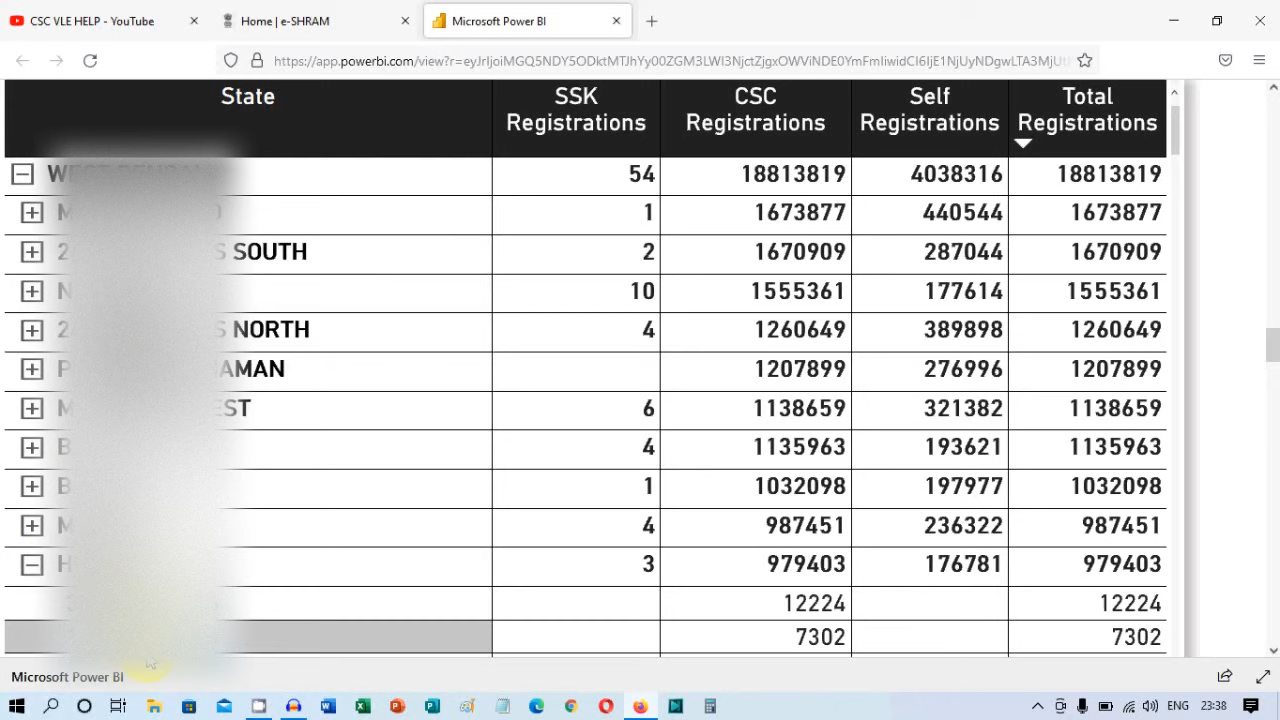 CSC VLE HELP - YouTube
Home | e-SHRAM
Microsoft Power BI
https://app.powerbi.com/view?r=eyJrIjoiMGQ5NDY5ODktMTJhYy00ZGM3LWI3NjctZjgxOWViNDE0YmFmIiwidCI6IjE1NjUyNDgwLTA3MjUt
State SSK Registrations CSC Registrations Self Registrations Total Registrations
54 18813819 4038316 18813819
1 1673877 440544 1673877
SOUTH 2 1670909 287044 1670909
10 1555361 177614 1555361
NORTH 4 1260649 389898 1260649
1207899 276996 1207899
6 1138659 321382 1138659
4 1135963 193621 1135963
1 1032098 197977 1032098
4 987451 236322 987451
3 979403 176781 979403
12224 12224
7302 7302
Microsoft Power BI
ENG 23:38